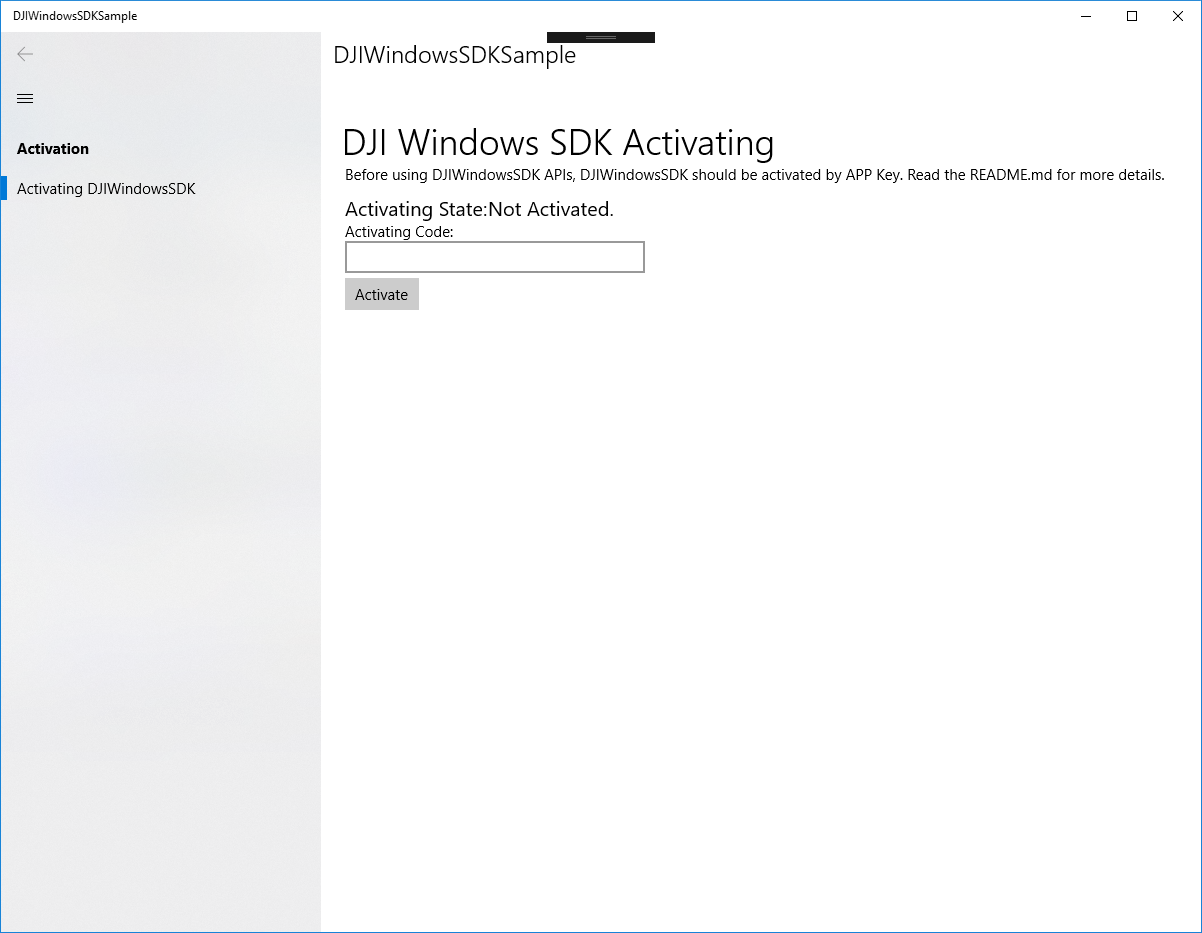 DJIWindowsSDKSample
DJIWindowsSDKSample
Activation
Activating DJIWindowsSDK
DJI Windows SDK Activating
Before using DJIWindowsSDK APIs, DJIWindowsSDK should be activated by APP Key. Read the README.md for more details.
Activating State:Not Activated.
Activating Code:
Activate